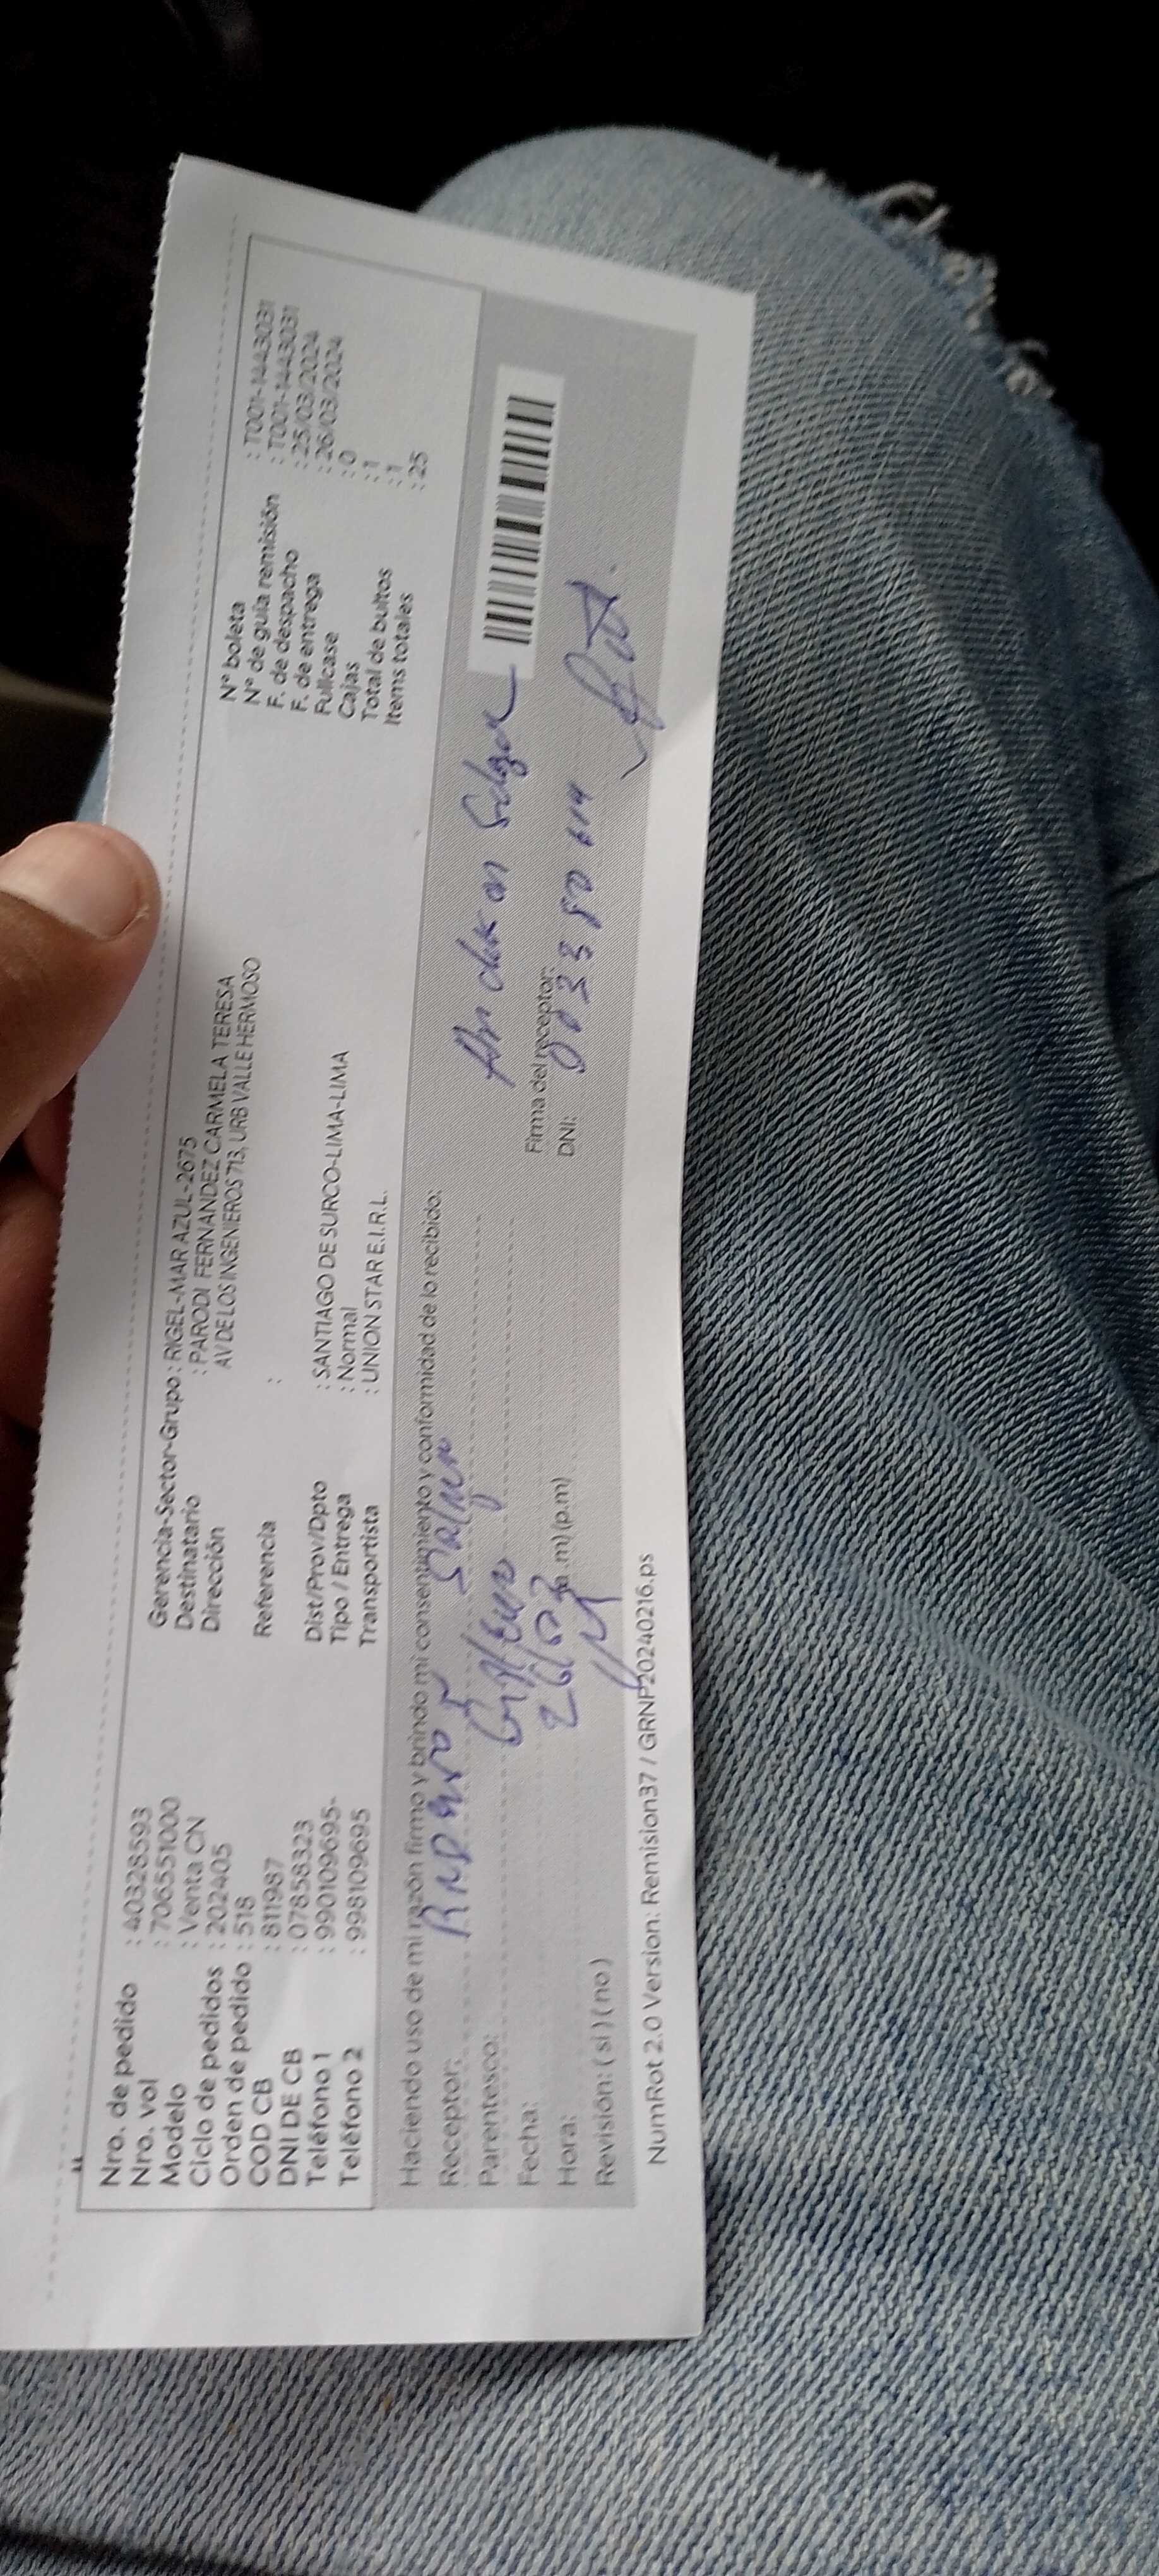 Nro. de pedido : 40328593
Nro. vol : 706551000
Modelo : Venta CN
Ciclo de pedidos : 202405
Orden de pedido : 518
COD CB : 811987
DNI DE CB : 07858323
Teléfono 1 : 990109695-
Teléfono 2 : 998109695
Gerencia-Sector-Grupo : RIGEL-MAR AZUL-2675
Destinatario : PARODI FERNANDEZ CARMELA TERESA
Dirección AV DE LOS INGENIEROS 713, URB VALLE HERMOSO
Referencia :
Dist/Prov/Dpto : SANTIAGO DE SURCO-LIMA-LIMA
Tipo / Entrega : Normal
Transportista : UNION STAR E.I.R.L.
N° boleta : T001-1443031
N° de guía remisión : T001-1443031
F. de despacho : 25/03/2024
F. de entrega : 26/03/2024
Fullcase : 0
Cajas : 1
Total de bultos : 1
Items totales : 25
Haciendo uso de mi razón firmo y brindo mi consentimiento y conformidad de lo recibido:
Receptor:
Parentesco:
Fecha: 26/03
Hora: (a.m) (p.m)
Revisión: ( si ) ( no )
Firma del receptor:
DNI:
NumRot 2.0 Version: Remision37 / GRNP20240216.ps